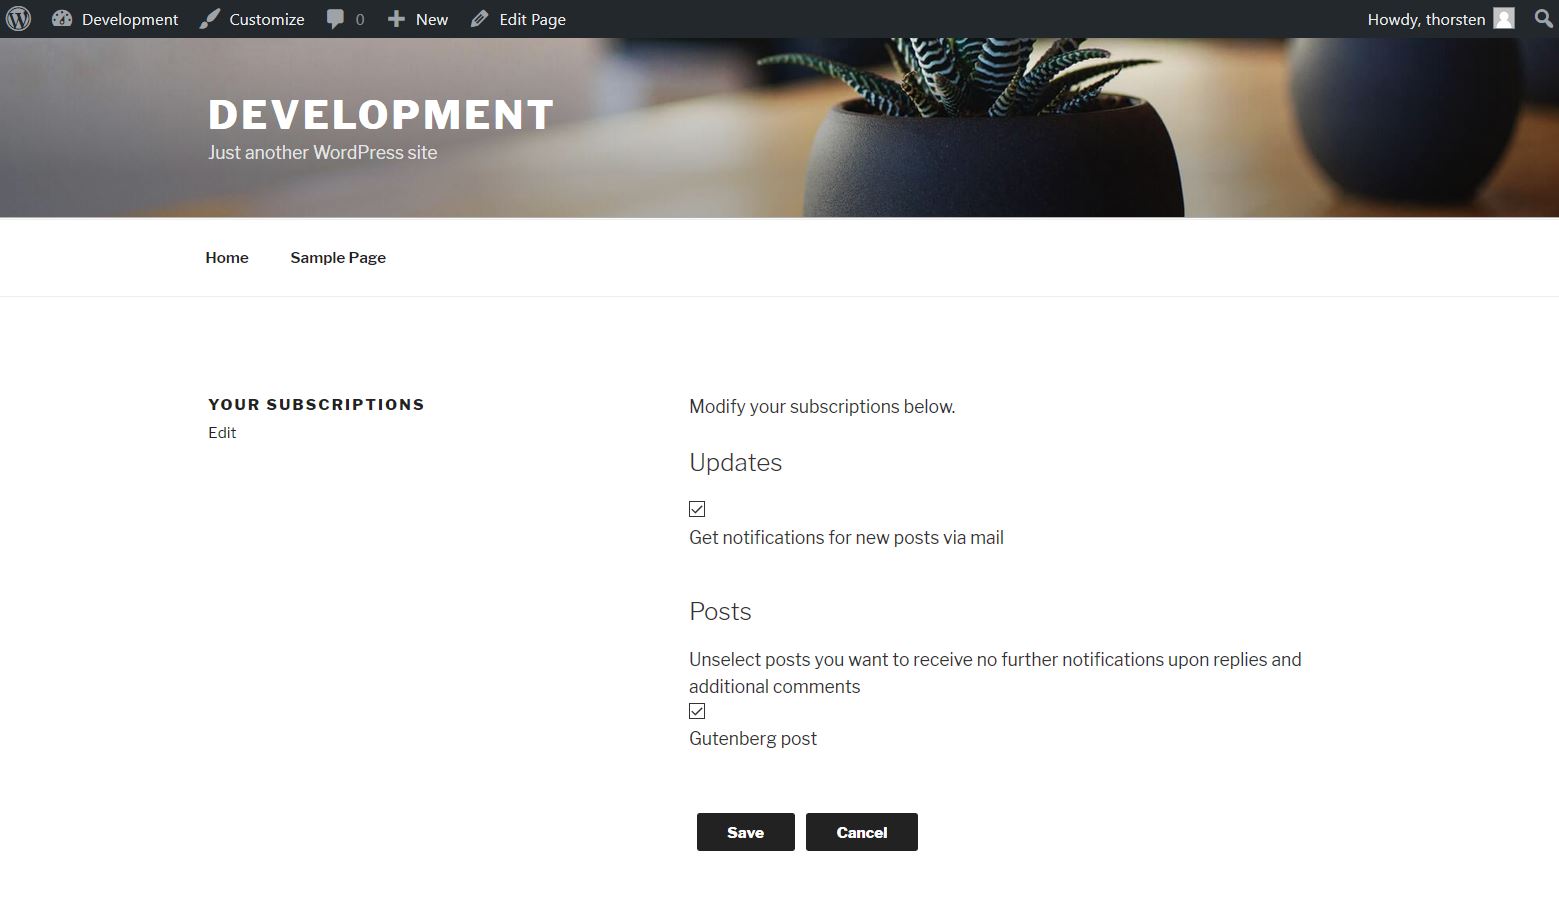 Development Customize 0 New Edit Page Howdy, thorsten
DEVELOPMENT
Just another WordPress site
Home Sample Page
YOUR SUBSCRIPTIONS
Edit
Modify your subscriptions below.
Updates
Get notifications for new posts via mail
Posts
Unselect posts you want to receive no further notifications upon replies and
additional comments
Gutenberg post
Save Cancel